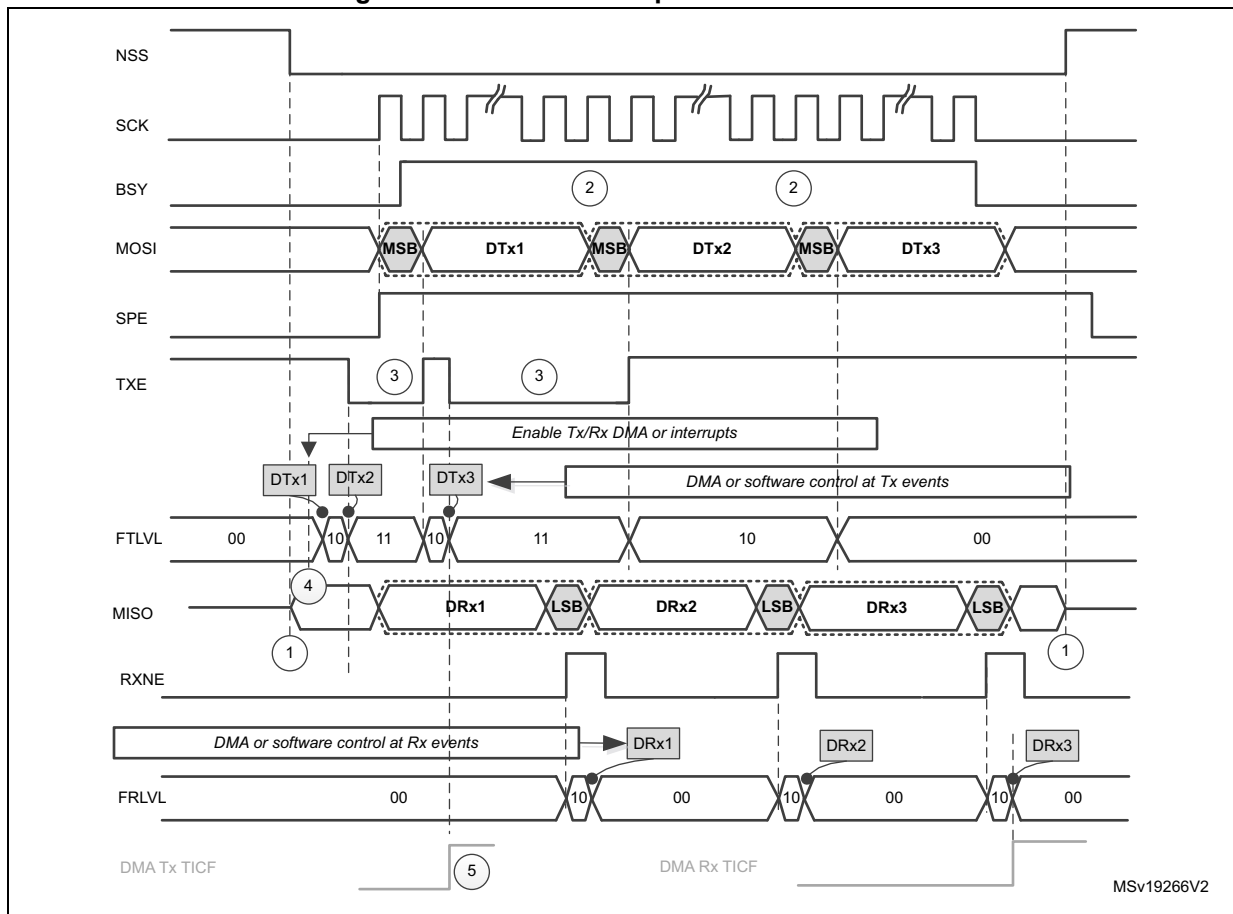 NSS
SCK
BSY
2 2
MOSI
MSB DTx1 MSB DTx2 MSB DTx3
SPE
TXE
3 3
Enable Tx/Rx DMA or interrupts
DTx1 DTx2 DTx3
DMA or software control at Tx events
FTLVL 00 10 11 10 11 10 00
4
MISO DRx1 LSB DRx2 LSB DRx3 LSB
1 1
RXNE
DMA or software control at Rx events DRx1 DRx2 DRx3
FRLVL 00 10 00 10 00 10 00
DMA Tx TICF 5 DMA Rx TICF
MSv19266V2